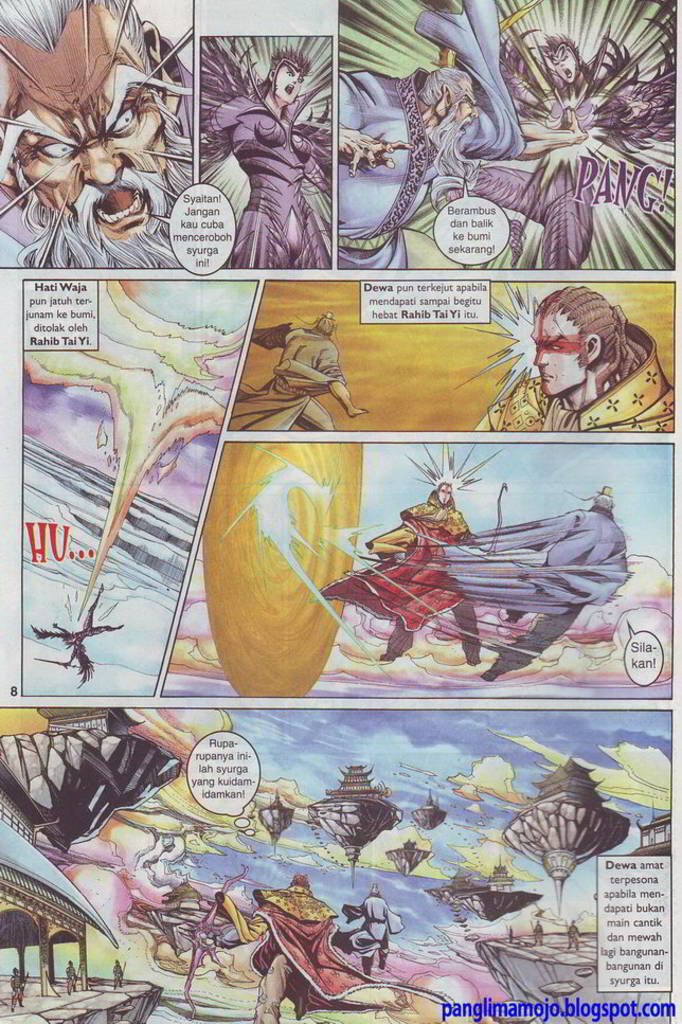 Syaitan!
Jangan
kau cuba
menceroboh
syurga
ini!
Berambus
dan balik
ke bumi
sekarang!
PANG!
Hati Waja
pun jatuh ter-
junam ke bumi,
ditolak oleh
Rahib Tai Yi.
Dewa pun terkejut apabila
mendapati sampai begitu
hebat Rahib Tai Yi itu.
HU...
Sila-
kan!
8
Rupa-
rupanya ini-
lah syurga
yang kuidam-
idamkan!
Dewa amat
terpesona
apabila men-
dapati bukan
main cantik
dan mewah
lagi bangunan-
bangunan di
syurga itu.
panglimamojo.blogspot.com